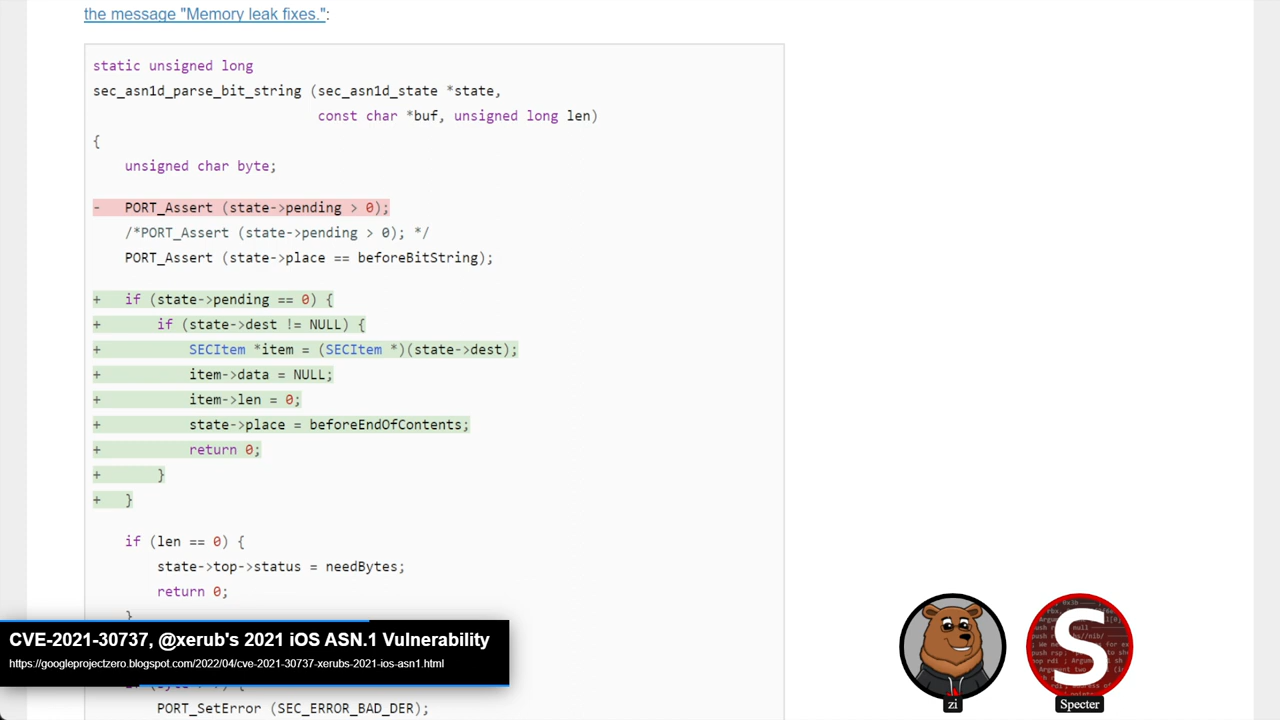 the message "Memory leak fixes.":
static unsigned long
sec_asn1d_parse_bit_string (sec_asn1d_state *state,
const char *buf, unsigned long len)
{
unsigned char byte;
- PORT_Assert (state->pending > 0);
/*PORT_Assert (state->pending > 0); */
PORT_Assert (state->place == beforeBitString);
+ if (state->pending == 0) {
+ if (state->dest != NULL) {
+ SECItem *item = (SECItem *)(state->dest);
+ item->data = NULL;
+ item->len = 0;
+ state->place = beforeEndOfContents;
+ return 0;
+ }
+ }
if (len == 0) {
state->top->status = needBytes;
return 0;
}
PORT_SetError (SEC_ERROR_BAD_DER);
CVE-2021-30737, @xerub's 2021 iOS ASN.1 Vulnerability
https://googleprojectzero.blogspot.com/2022/04/cve-2021-30737-xerubs-2021-ios-asn1.html
S
zi
Specter